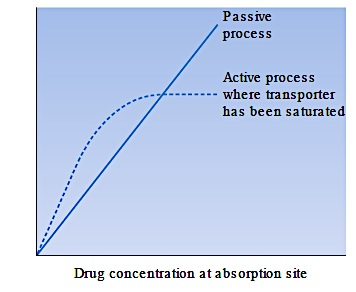 Passive
process
Active process
where transporter
has been saturated
Drug concentration at absorption site